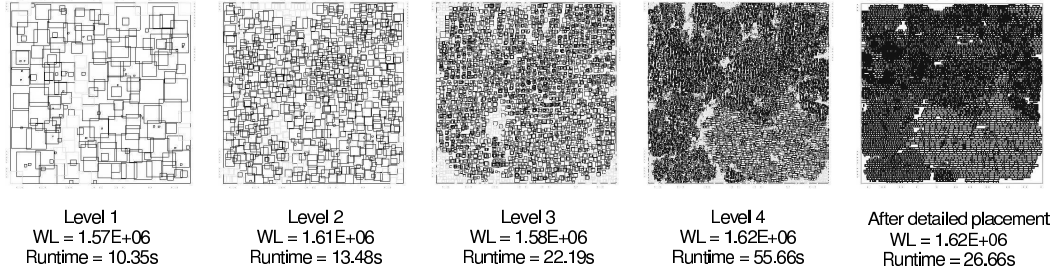 Level 1
WL = 1.57E+06
Runtime = 10.35s
Level 2
WL = 1.61E+06
Runtime = 13.48s
Level 3
WL = 1.58E+06
Runtime = 22.19s
Level 4
WL = 1.62E+06
Runtime = 55.66s
After detailed placement
WL = 1.62E+06
Runtime = 26.66s